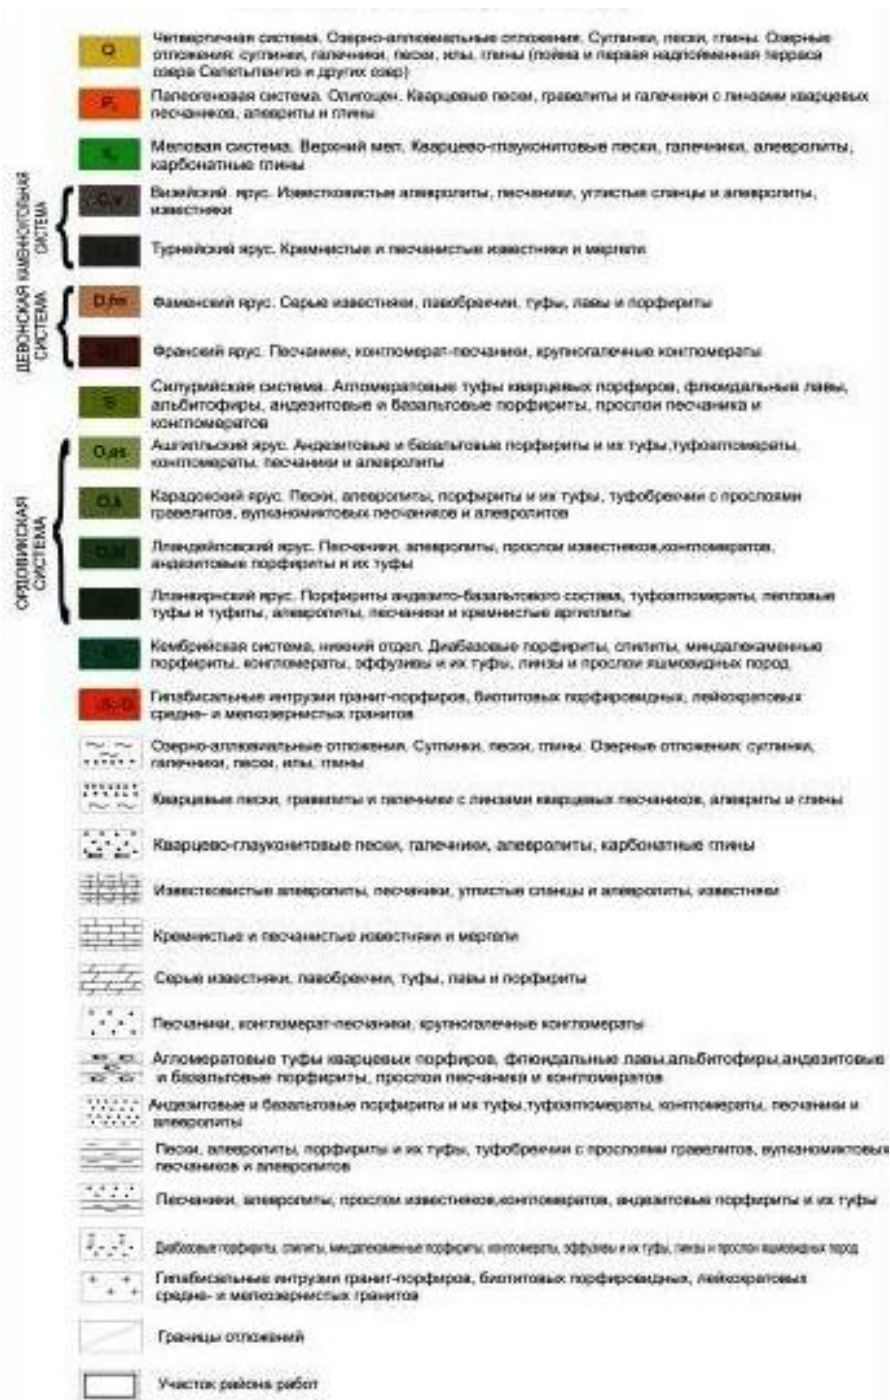 Q
Четвертичная система. Озерно-аллювиальные отложения. Суглинки, пески, глины. Озерные
отложения: суглинки, галечники, пески, илы, глины (пойма и первая надпойменная терраса
озера Селетытенгиз и других озер)
Палеогеновая система. Олигоцен. Кварцевые пески, гравелиты и галечники с линзами кварцевых
песчаников, алевриты и глины
Меловая система. Верхний мел. Кварцево-глауконитовые пески, галечники, алевролиты,
карбонатные глины
КАМЕННОУГОЛЬНАЯ
СИСТЕМА
Визейский ярус. Известковистые алевролиты, песчаники, углистые сланцы и алевролиты,
известняки
Турнейский ярус. Кремнистые и песчанистые известняки и мергели
ДЕВОНСКАЯ
СИСТЕМА
D₃fm
Фаменский ярус. Серые известняки, лавобрекчии, туфы, лавы и порфириты
Франский ярус. Песчаники, конгломерат-песчаники, крупногалечные конгломераты
S
Силурийская система. Агломератовые туфы кварцевых порфиров, флюидальные лавы,
альбитофиры, андезитовые и базальтовые порфириты, прослои песчаника и
конгломератов
ОРДОВИКСКАЯ
СИСТЕМА
O₃as
Ашгилльский ярус. Андезитовые и базальтовые порфириты и их туфы,туфоагломераты,
конгломераты, песчаники и алевролиты
Карадокский ярус. Пески, алевролиты, порфириты и их туфы, туфобрекчии с прослоями
гравелитов, вулканомиктовых песчаников и алевролитов
Лландейловский ярус. Песчаники, алевролиты, прослои известняков,конгломератов,
андезитовые порфириты и их туфы
Лланвирнский ярус. Порфириты андезито-базальтового состава, туфоагломераты, пепловые
туфы и туфиты, алевролиты, песчаники и кремнистые аргиллиты
Кембрийская система, нижний отдел. Диабазовые порфириты, спилиты, миндалекаменные
порфириты, конгломераты, эффузивы и их туфы, линзы и прослои яшмовидных пород
Гипабисальные интрузии гранит-порфиров, биотитовых порфировидных, лейкократовых
средне- и мелкозернистых гранитов
Озерно-аллювиальные отложения. Суглинки, пески, глины. Озерные отложения: суглинки,
галечники, пески, илы, глины
Кварцевые пески, гравелиты и галечники с линзами кварцевых песчаников, алевриты и глины
Кварцево-глауконитовые пески, галечники, алевролиты, карбонатные глины
Известковистые алевролиты, песчаники, углистые сланцы и алевролиты, известняки
Кремнистые и песчанистые известняки и мергели
Серые известняки, лавобрекчии, туфы, лавы и порфириты
Песчаники, конгломерат-песчаники, крупногалечные конгломераты
Агломератовые туфы кварцевых порфиров, флюидальные лавы,альбитофиры,андезитовые
и базальтовые порфириты, прослои песчаника и конгломератов
Андезитовые и базальтовые порфириты и их туфы,туфоагломераты, конгломераты, песчаники и
алевролиты
Пески, алевролиты, порфириты и их туфы, туфобрекчии с прослоями гравелитов, вулканомиктовых
песчаников и алевролитов
Песчаники, алевролиты, прослои известняков,конгломератов, андезитовые порфириты и их туфы
Диабазовые порфириты, спилиты, миндалекаменные порфириты, конгломераты, эффузивы и их туфы, линзы и прослои яшмовидных пород
Гипабисальные интрузии гранит-порфиров, биотитовых порфировидных, лейкократовых
средне- и мелкозернистых гранитов
Границы отложений
Участок района работ